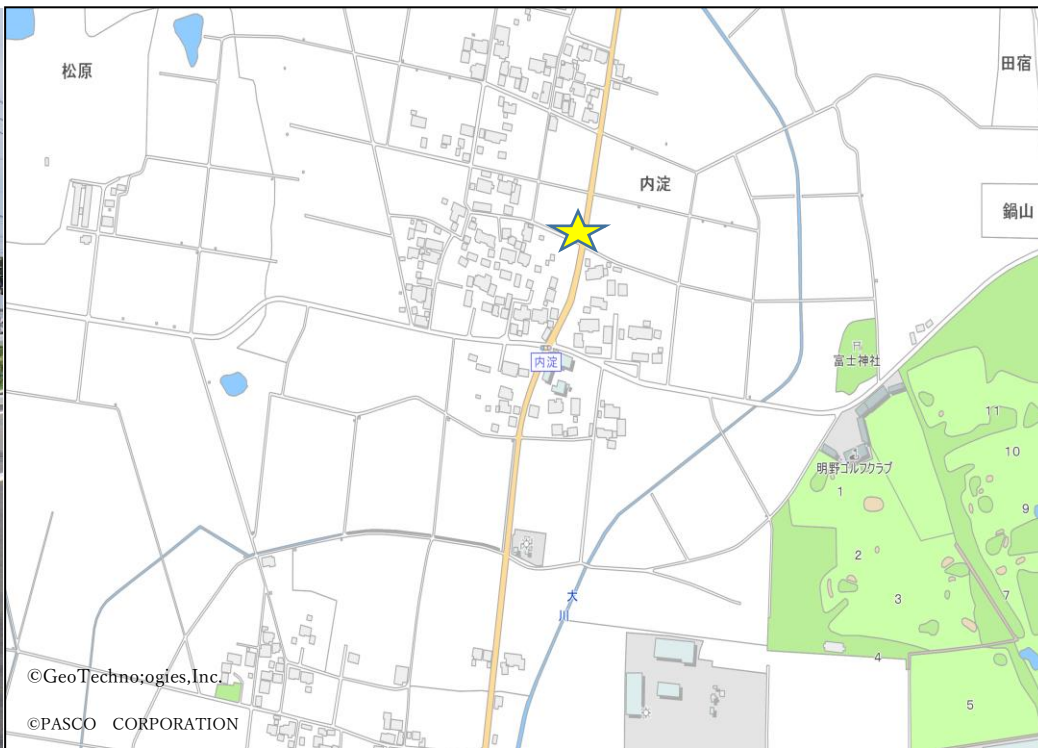 松原
田宿
内淀
鍋山
内淀
富士神社
明野ゴルフクラブ
11
10
1
9
2
3
7
大
川
4
5
©GeoTechno;ogies,Inc.
©PASCO CORPORATION